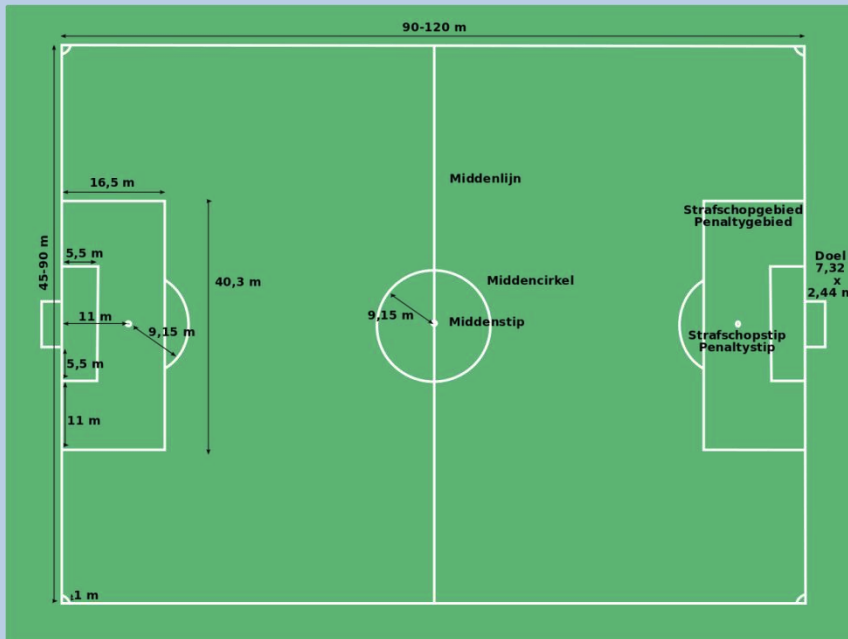 90-120 m
Middenlijn
16,5 m
Strafschopgebied
Penaltygebied
45-90 m
5,5 m
40,3 m
Middencirkel
Doel
7,32
x
2,44 m
11 m
9,15 m
9,15 m
Middenstip
Strafschopstip
Penaltystip
5,5 m
11 m
1 m